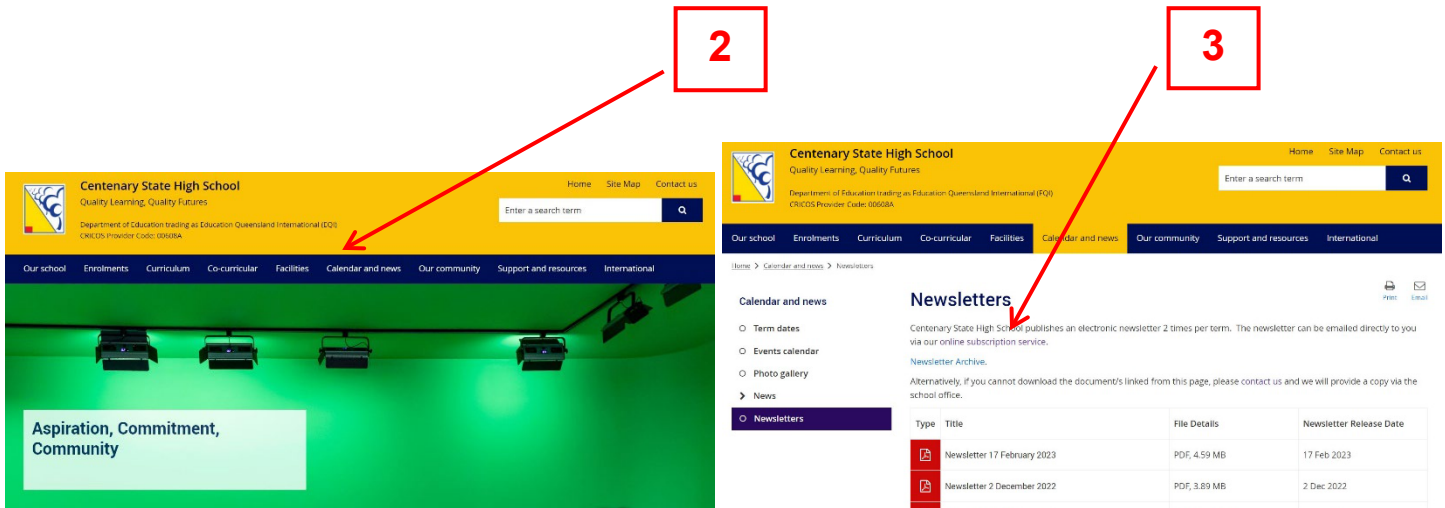 2
3
Centenary State High School
Quality Learning, Quality Futures
Department of Education trading as Education Queensland International (EQI)
CRICOS Provider Code: 00608A
Home Site Map Contact us
Enter a search term
Our school Enrolments Curriculum Co-curricular Facilities Calendar and news Our community Support and resources International
Aspiration, Commitment,
Community
Centenary State High School
Quality Learning, Quality Futures
Department of Education trading as Education Queensland International (EQI)
CRICOS Provider Code: 00608A
Home Site Map Contact us
Enter a search term
Our school Enrolments Curriculum Co-curricular Facilities Calendar and news Our community Support and resources International
Home > Calendar and news > Newsletters
Calendar and news
Term dates
Events calendar
Photo gallery
> News
Newsletters
Newsletters
Print Email
Centenary State High School publishes an electronic newsletter 2 times per term. The newsletter can be emailed directly to you
via our online subscription service.
Newsletter Archive.
Alternatively, if you cannot download the document/s linked from this page, please contact us and we will provide a copy via the
school office.
Type Title File Details Newsletter Release Date
Newsletter 17 February 2023 PDF, 4.59 MB 17 Feb 2023
Newsletter 2 December 2022 PDF, 3.89 MB 2 Dec 2022